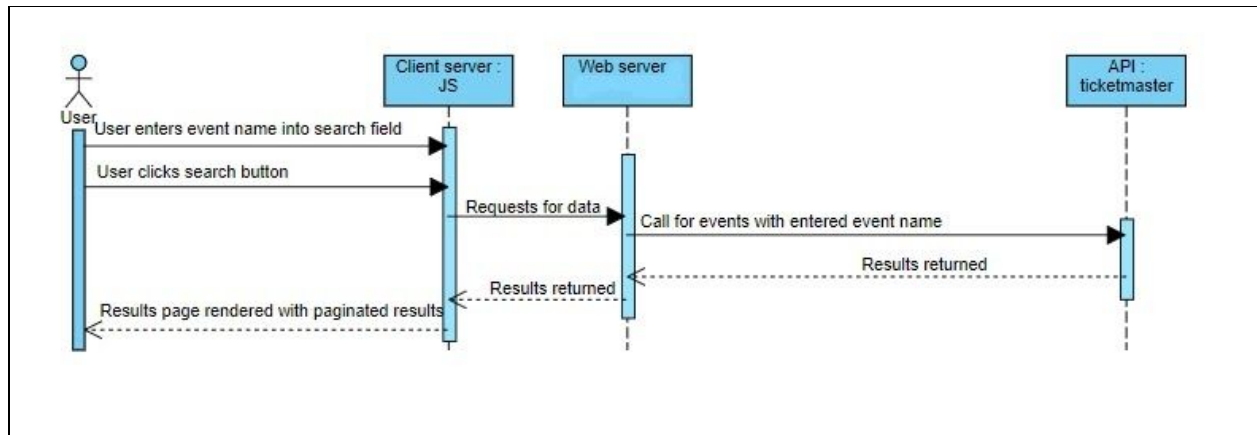 Client server :
JS
Web server
API :
ticketmaster
User
User enters event name into search field
User clicks search button
Requests for data
Call for events with entered event name
Results returned
Results returned
Results page rendered with paginated results